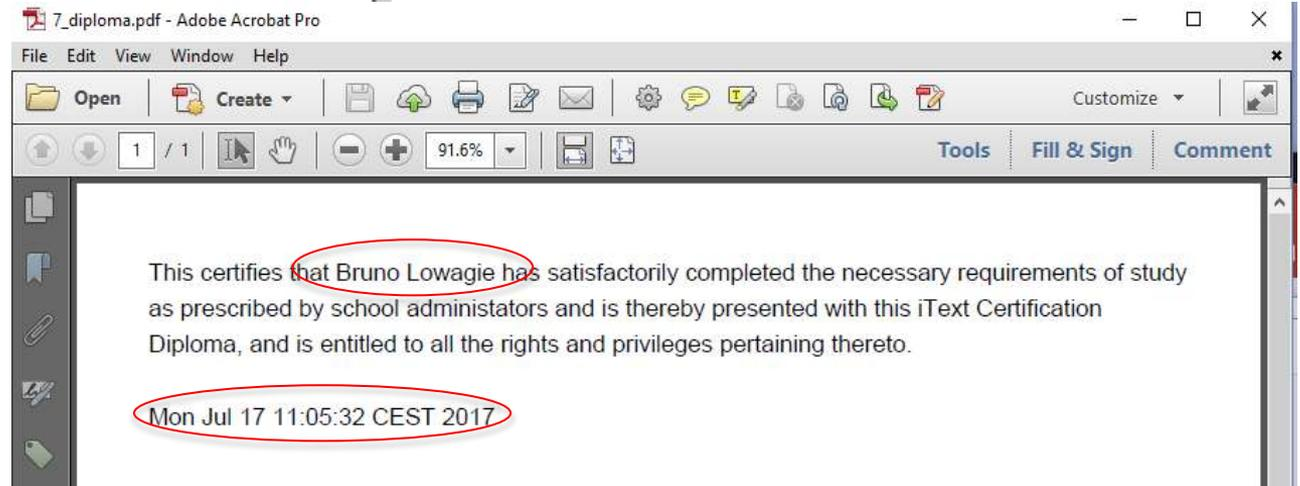 7_diploma.pdf - Adobe Acrobat Pro
File Edit View Window Help
Open Create Customize
1 / 1 91.6% Tools Fill & Sign Comment
This certifies that Bruno Lowagie has satisfactorily completed the necessary requirements of study
as prescribed by school administators and is thereby presented with this iText Certification
Diploma, and is entitled to all the rights and privileges pertaining thereto.
Mon Jul 17 11:05:32 CEST 2017